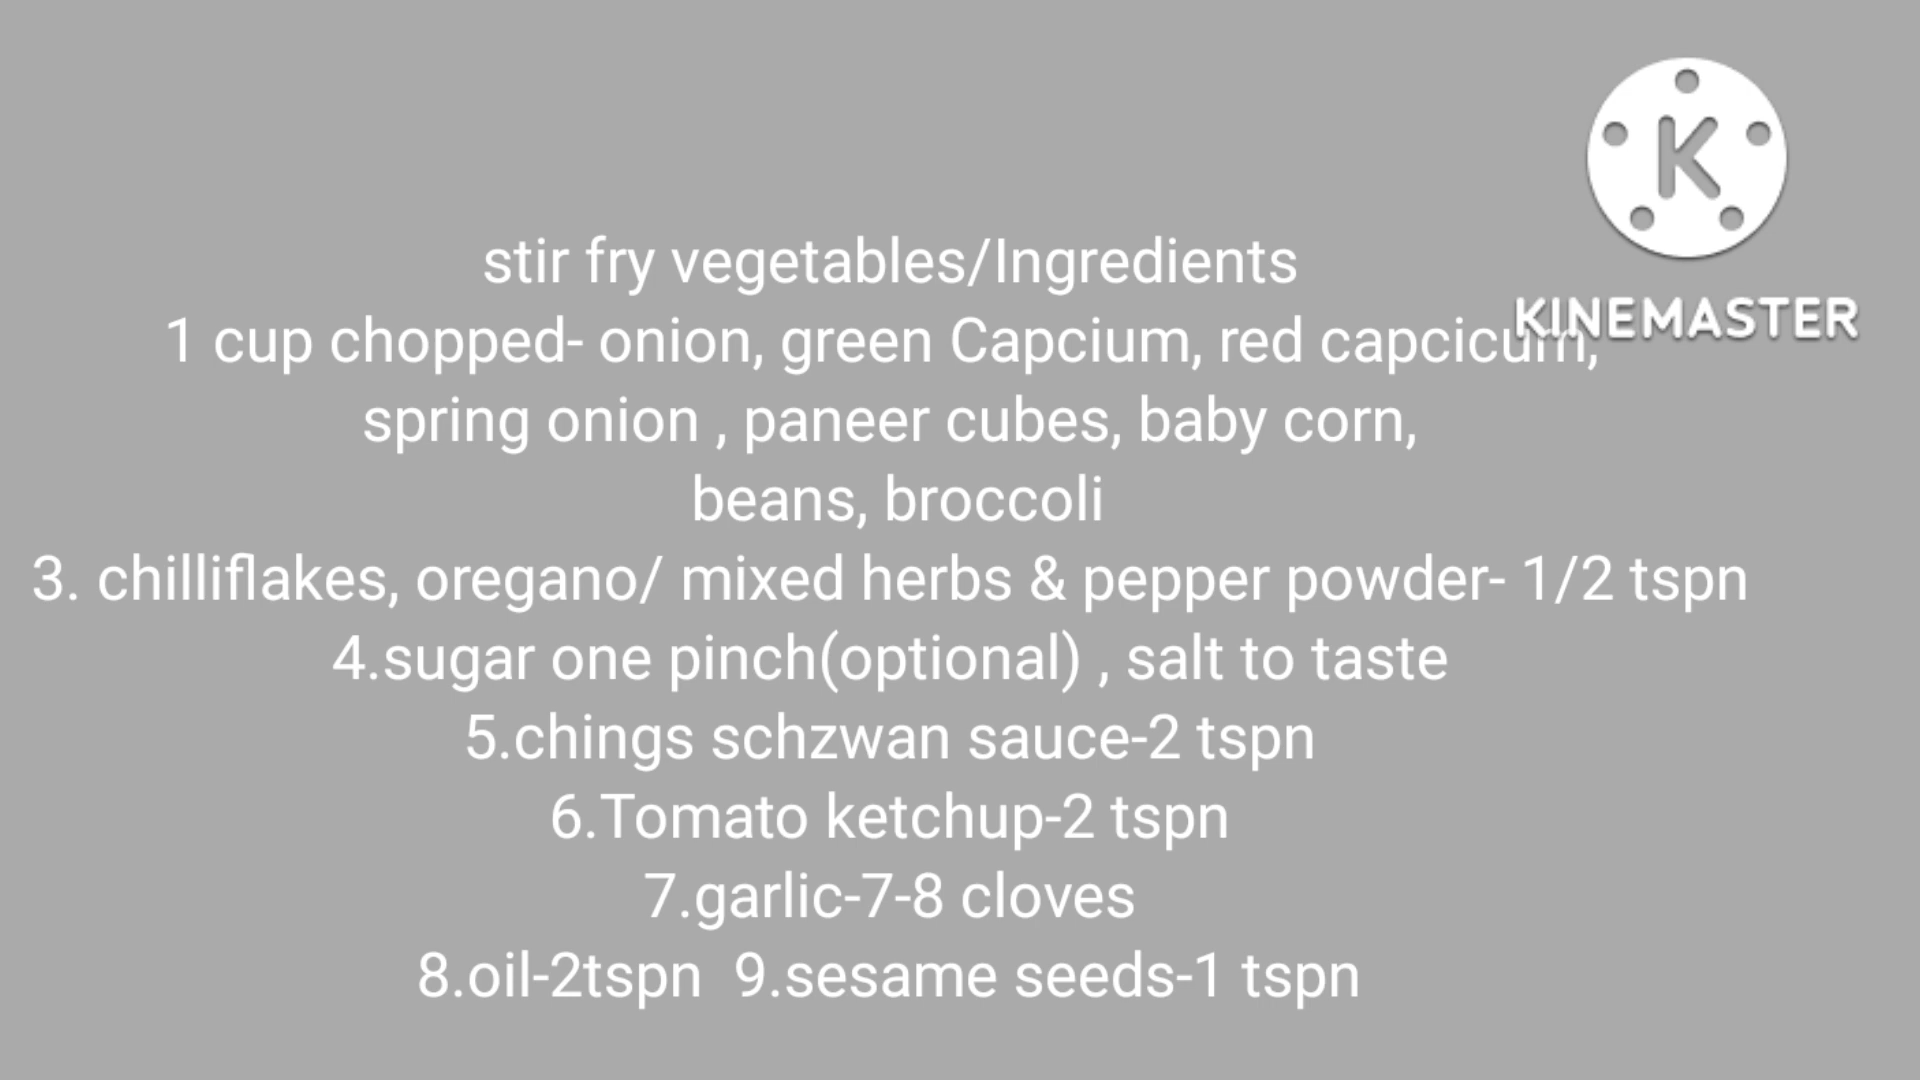 stir fry vegetables/Ingredients
1 cup chopped- onion, green Capcium, red capcicum,
KINEMASTER
spring onion , paneer cubes, baby corn,
beans, broccoli
3. chilliflakes, oregano/ mixed herbs & pepper powder- 1/2 tspn
4.sugar one pinch(optional) , salt to taste
5.chings schzwan sauce-2 tspn
6.Tomato ketchup-2 tspn
7.garlic-7-8 cloves
8.oil-2tspn  9.sesame seeds-1 tspn